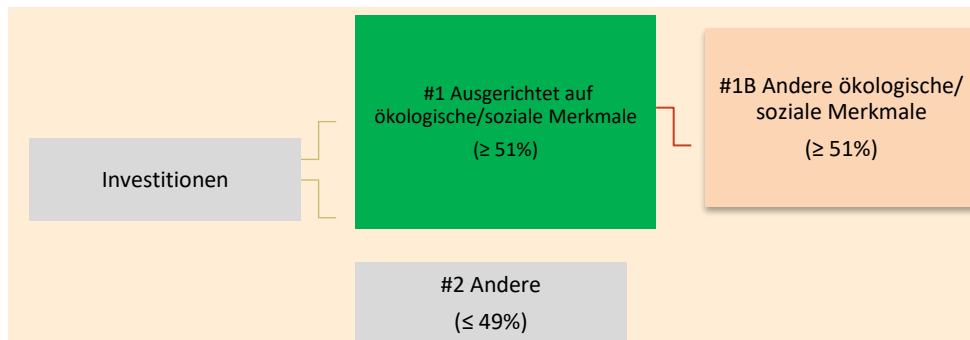 Investitionen
#1 Ausgerichtet auf
ökologische/soziale Merkmale
(≥ 51%)
#1B Andere ökologische/
soziale Merkmale
(≥ 51%)
#2 Andere
(≤ 49%)